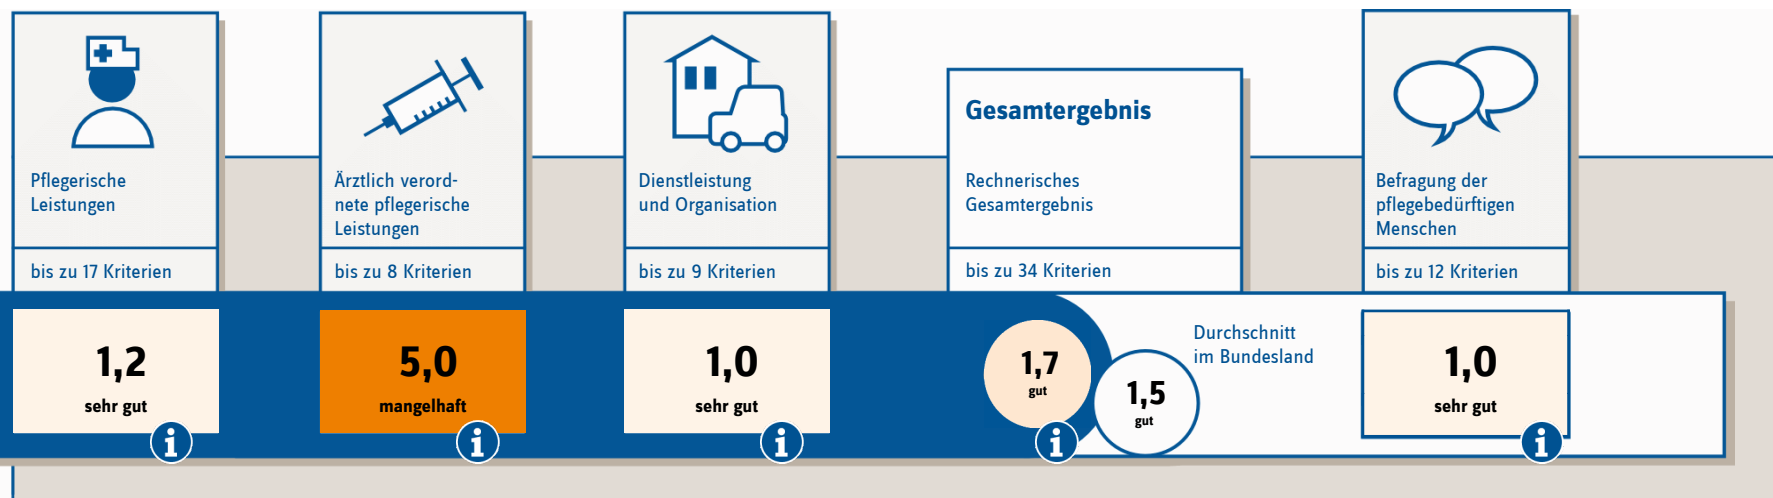 Pflegerische
Leistungen
bis zu 17 Kriterien
1,2
sehr gut
i
Ärztlich verord-
nete pflegerische
Leistungen
bis zu 8 Kriterien
5,0
mangelhaft
i
Dienstleistung
und Organisation
bis zu 9 Kriterien
1,0
sehr gut
i
Gesamtergebnis
Rechnerisches
Gesamtergebnis
bis zu 34 Kriterien
1,7
gut
i
1,5
gut
Durchschnitt
im Bundesland
Befragung der
pflegebedürftigen
Menschen
bis zu 12 Kriterien
1,0
sehr gut
i